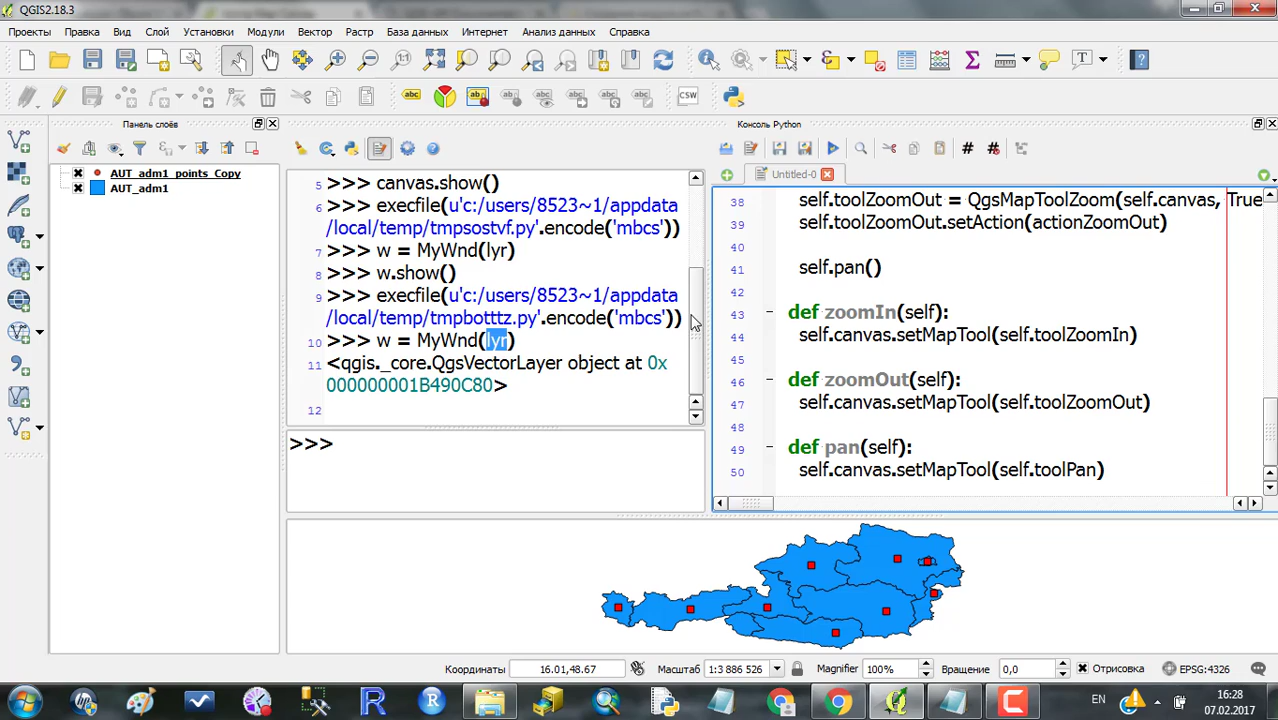 QGIS2.18.3
Проекты Правка Вид Слой Установки Модули Вектор Растр База данных Интернет Анализ данных Справка
Панель слоёв
Консоль Python
AUT_adm1_points_Copy
AUT_adm1
Untitled-0
5 >>> canvas.show()
6 >>> execfile(u'c:/users/8523~1/appdata
/local/temp/tmpsostvf.py'.encode('mbcs'))
7 >>> w = MyWnd(lyr)
8 >>> w.show()
9 >>> execfile(u'c:/users/8523~1/appdata
/local/temp/tmpbotttz.py'.encode('mbcs'))
10 >>> w = MyWnd(lyr)
11 <qgis._core.QgsVectorLayer object at 0x
000000001B490C80>
12
>>>
38 self.toolZoomOut = QgsMapToolZoom(self.canvas, True
39 self.toolZoomOut.setAction(actionZoomOut)
40
41 self.pan()
42
43 def zoomIn(self):
44 self.canvas.setMapTool(self.toolZoomIn)
45
46 def zoomOut(self):
47 self.canvas.setMapTool(self.toolZoomOut)
48
49 def pan(self):
50 self.canvas.setMapTool(self.toolPan)
Координаты 16.01,48.67 Масштаб 1:3 886 526 Magnifier 100% Вращение 0,0 Отрисовка EPSG:4326
EN 16:28
07.02.2017